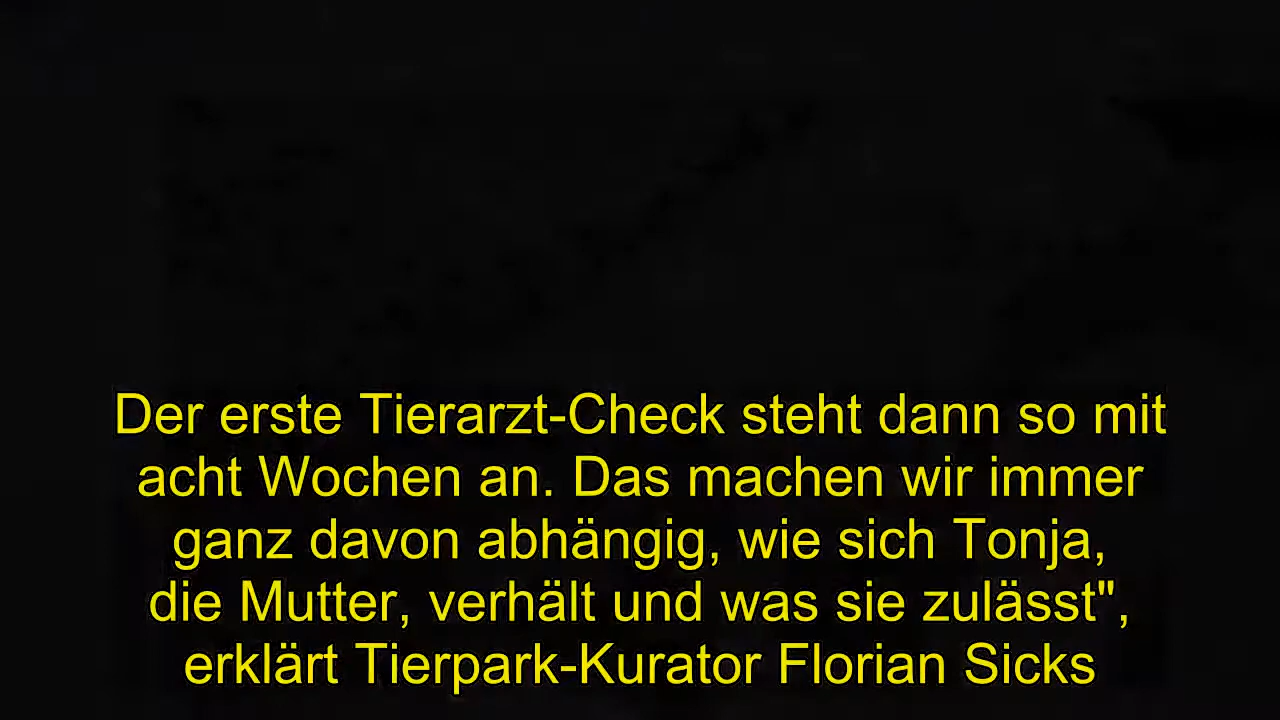 Der erste Tierarzt-Check steht dann so mit
acht Wochen an. Das machen wir immer
ganz davon abhängig, wie sich Tonja,
die Mutter, verhält und was sie zulässt",
erklärt Tierpark-Kurator Florian Sicks